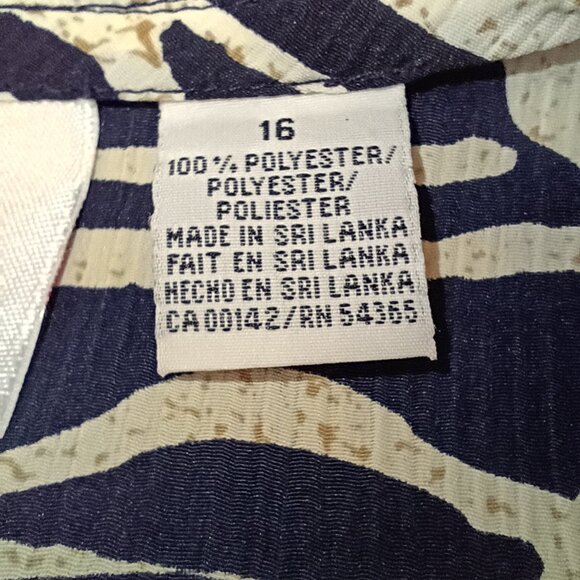 16
100% POLYESTER/
POLYESTER/
POLIESTER
MADE IN SRI LANKA
FAIT EN SRI LANKA
HECHO EN SRI LANKA
CA 00142/RN 54365